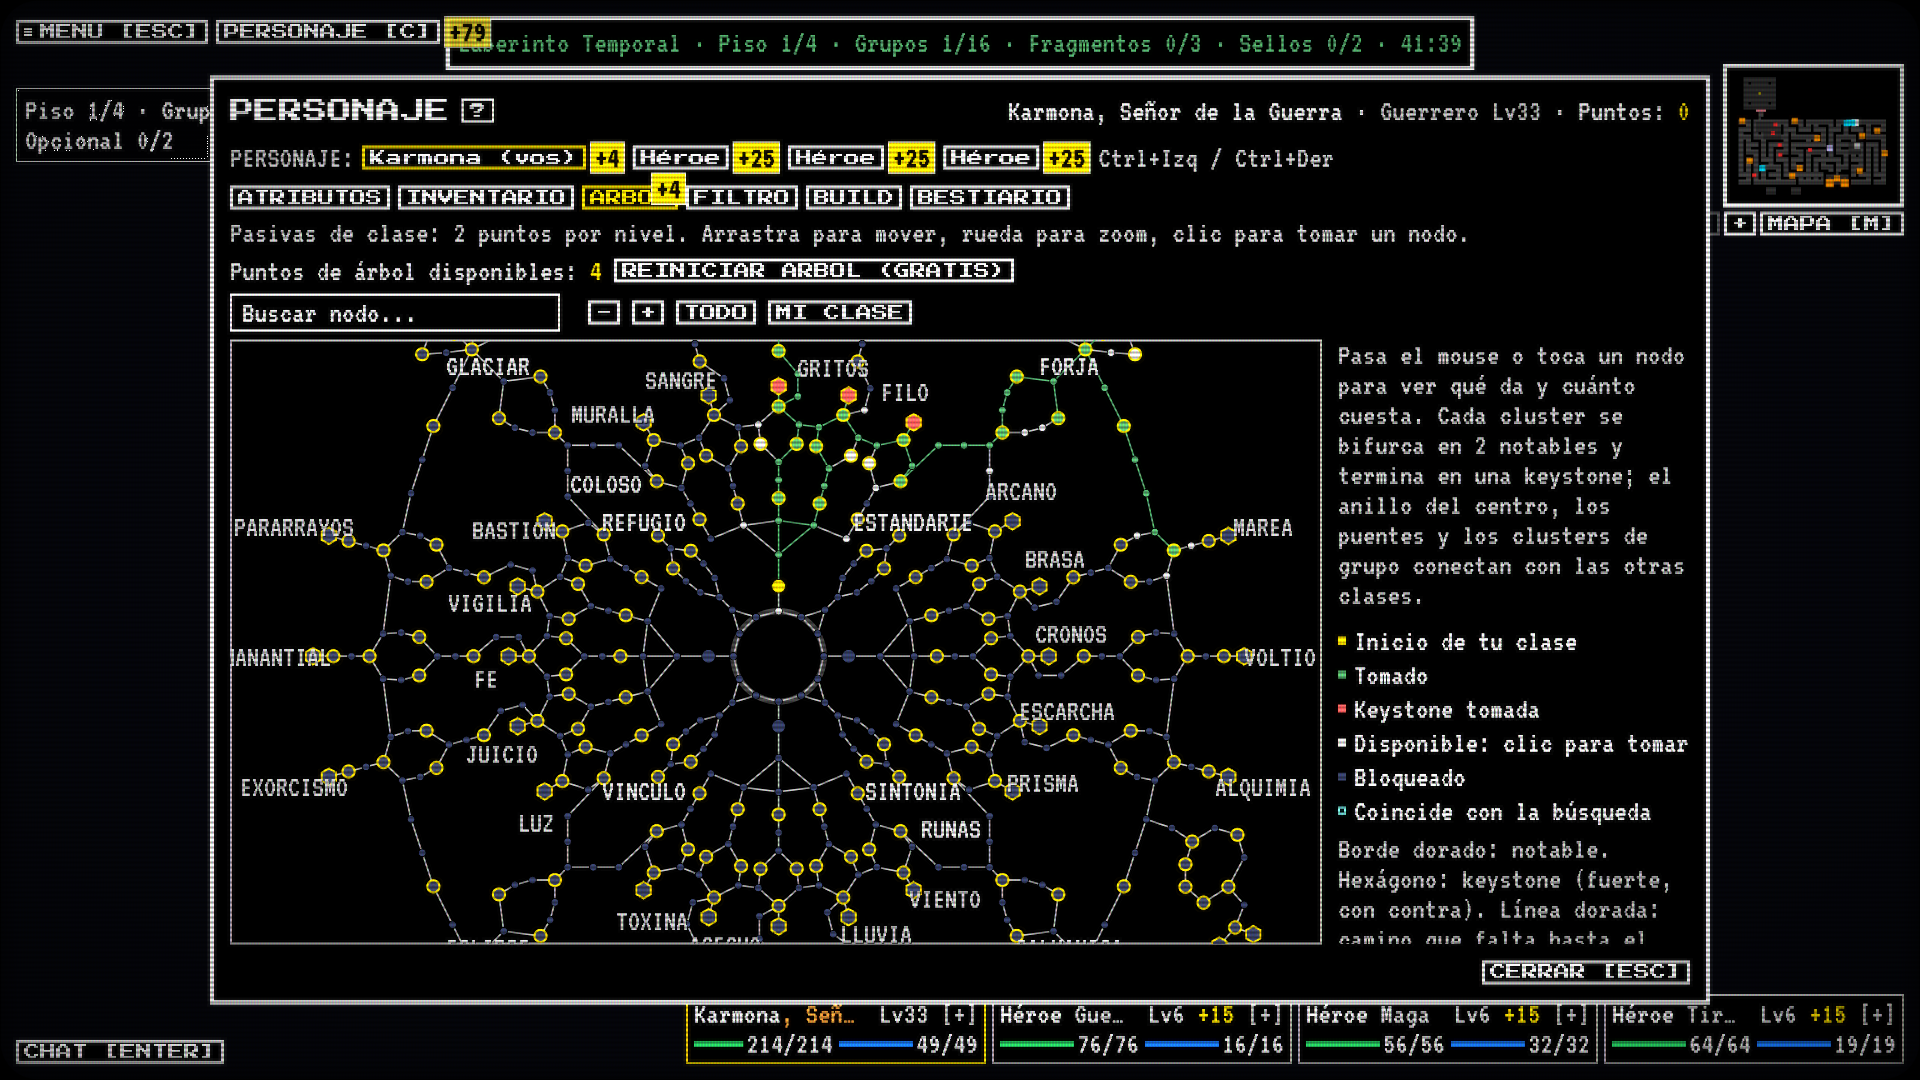 ≡MENU [ESC] PERSONAJE [C] +79
Laberinto Temporal · Piso 1/4 · Grupos 1/16 · Fragmentos 0/3 · Sellos 0/2 · 41:39
Piso 1/4 · Grup
Opcional 0/2
PERSONAJE [?] Karmona, Señor de la Guerra · Guerrero Lv33 · Puntos: 0
PERSONAJE: Karmona (vos) +4 Héroe +25 Héroe +25 Héroe +25 Ctrl+Izq / Ctrl+Der
ATRIBUTOS INVENTARIO ARBO +4 FILTRO BUILD BESTIARIO
Pasivas de clase: 2 puntos por nivel. Arrastra para mover, rueda para zoom, clic para tomar un nodo.
Puntos de árbol disponibles: 4 REINICIAR ARBOL (GRATIS)
Buscar nodo... - + TODO MI CLASE
+ MAPA [M]
GLACIAR
SANGRE
GRITOS
FORJA
FILO
MURALLA
COLOSO
ARCANO
PARARRAYOS
BASTION
REFUGIO
ESTANDARTE
MAREA
BRASA
VIGILIA
CRONOS
ANANTIAL
VOLTIO
FE
ESCARCHA
JUICIO
EXORCISMO
VINCULO
SINTONIA
PRISMA
ALQUIMIA
LUZ
RUNAS
VIENTO
TOXINA
LLUVIA
Pasa el mouse o toca un nodo
para ver qué da y cuánto
cuesta. Cada cluster se
bifurca en 2 notables y
termina en una keystone; el
anillo del centro, los
puentes y los clusters de
grupo conectan con las otras
clases.
Inicio de tu clase
Tomado
Keystone tomada
Disponible: clic para tomar
Bloqueado
Coincide con la búsqueda
Borde dorado: notable.
Hexágono: keystone (fuerte,
con contra). Línea dorada:
camino que falta hasta el
CERRAR [ESC]
Karmona, Señ… Lv33 [+]
214/214 49/49
Héroe Gue… Lv6 +15 [+]
76/76 16/16
Héroe Maga Lv6 +15 [+]
56/56 32/32
Héroe Tir… Lv6 +15 [+]
64/64 19/19
CHAT [ENTER]